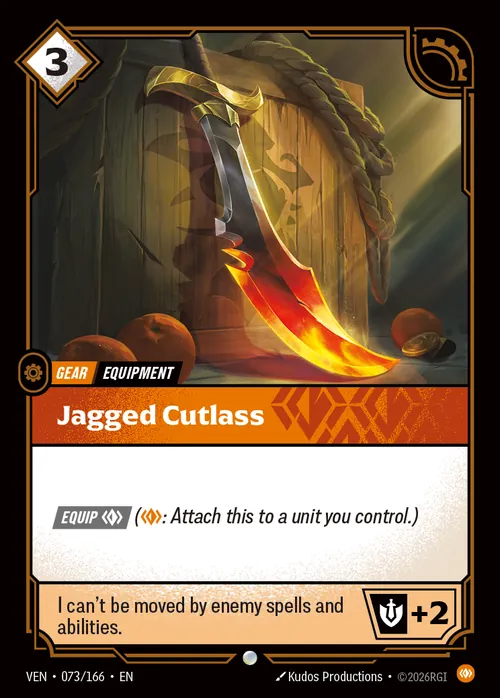 3
GEAR EQUIPMENT
Jagged Cutlass
EQUIP (: Attach this to a unit you control.)
I can't be moved by enemy spells and
abilities.
+2
VEN • 073/166 • EN
Kudos Productions • ©2026RGI